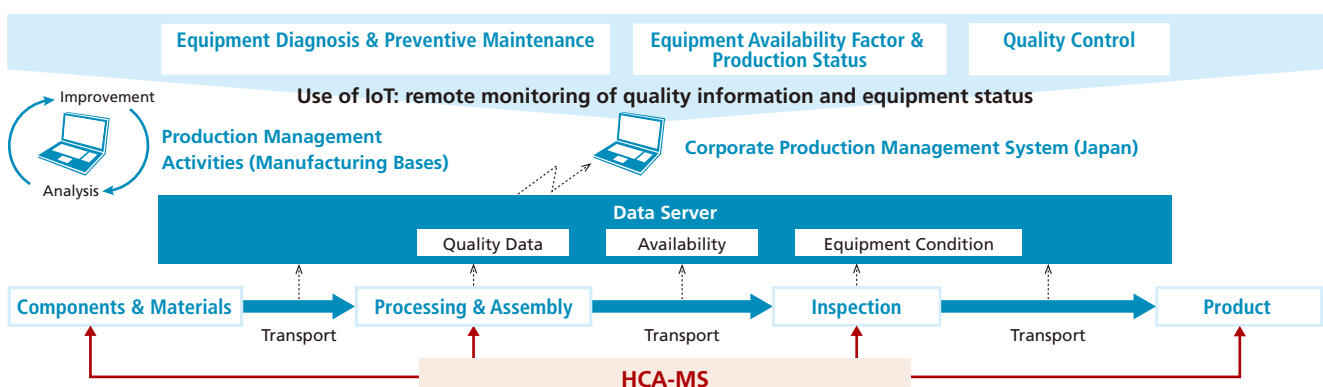 Equipment Diagnosis & Preventive Maintenance
Equipment Availability Factor &
Production Status
Quality Control
Use of IoT: remote monitoring of quality information and equipment status
Improvement
Analysis
Production Management
Activities (Manufacturing Bases)
Corporate Production Management System (Japan)
Data Server
Quality Data
Availability
Equipment Condition
Components & Materials
Processing & Assembly
Inspection
Product
Transport
Transport
Transport
HCA-MS